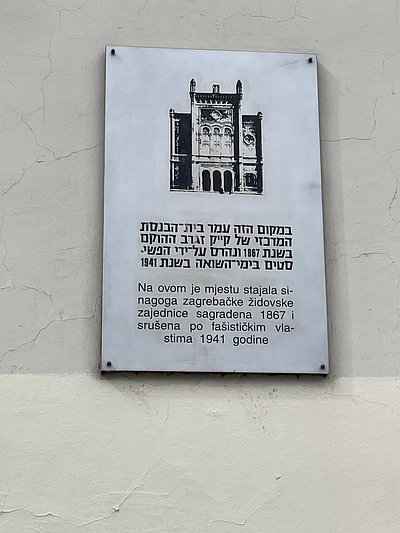 במקום הזה עמד בית־הכנסת
המרכזי של ק״ק זגרב ההוקם
בשנת 1867 ונהרס על־ידי הפשי.
סטים בימי־השואה בשנת 1941
Na ovom je mjestu stajala si-
nagoga zagrebačke židovske
zajednice sagrađena 1867 i
srušena po fašističkim vla-
stima 1941 godine